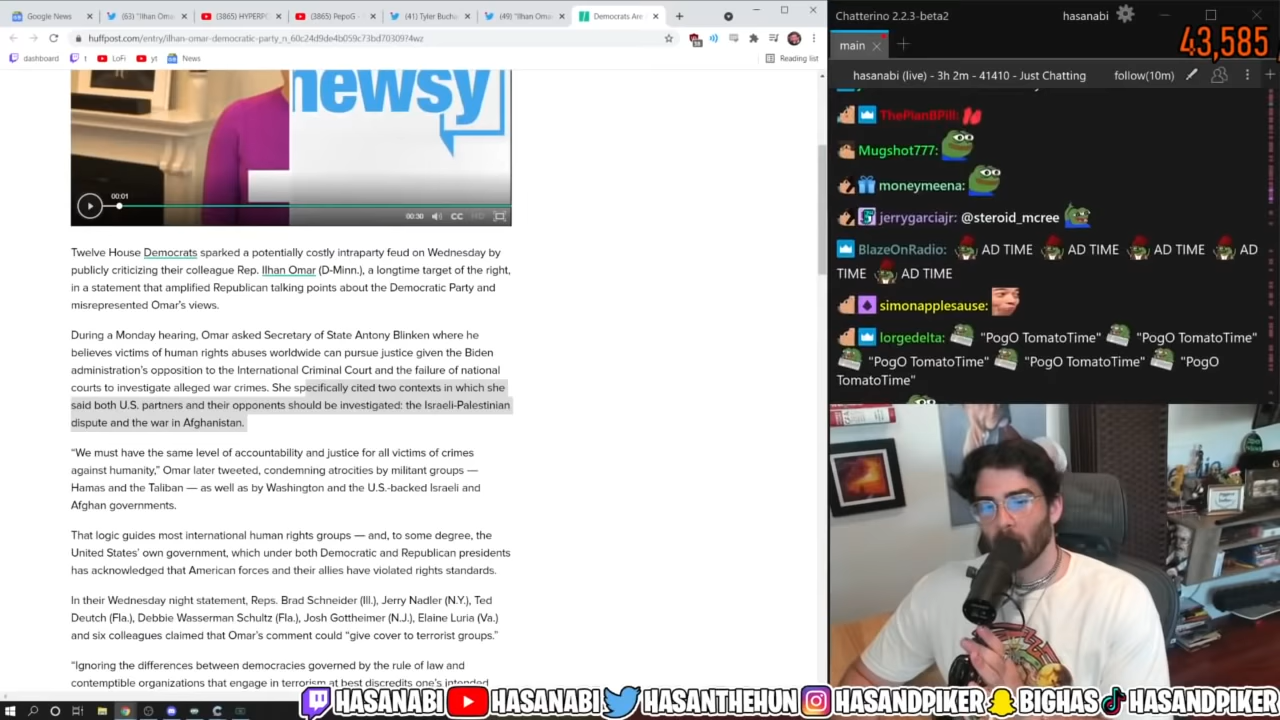 Google News
(63) "Ilhan Oma
(3865) HYPERPO
(3865) PepoG -
(41) Tyler Buche
(49) "Ilhan Oma
Democrats Are
huffpost.com/entry/ilhan-omar-democratic-party_n_60c24d9de4b059c73bd70309?4wz
dashboard
t
LoFi
yt
News
Reading list
newsy
00:01
00:30
CC
HD
Twelve House Democrats sparked a potentially costly intraparty feud on Wednesday by
publicly criticizing their colleague Rep. Ilhan Omar (D-Minn.), a longtime target of the right,
in a statement that amplified Republican talking points about the Democratic Party and
misrepresented Omar's views.
During a Monday hearing, Omar asked Secretary of State Antony Blinken where he
believes victims of human rights abuses worldwide can pursue justice given the Biden
administration's opposition to the International Criminal Court and the failure of national
courts to investigate alleged war crimes. She specifically cited two contexts in which she
said both U.S. partners and their opponents should be investigated: the Israeli-Palestinian
dispute and the war in Afghanistan.
"We must have the same level of accountability and justice for all victims of crimes
against humanity," Omar later tweeted, condemning atrocities by militant groups —
Hamas and the Taliban — as well as by Washington and the U.S.-backed Israeli and
Afghan governments.
That logic guides most international human rights groups — and, to some degree, the
United States' own government, which under both Democratic and Republican presidents
has acknowledged that American forces and their allies have violated rights standards.
In their Wednesday night statement, Reps. Brad Schneider (Ill.), Jerry Nadler (N.Y.), Ted
Deutch (Fla.), Debbie Wasserman Schultz (Fla.), Josh Gottheimer (N.J.), Elaine Luria (Va.)
and six colleagues claimed that Omar's comment could "give cover to terrorist groups."
"Ignoring the differences between democracies governed by the rule of law and
contemptible organizations that engage in terrorism at best discredits one's intended
Chatterino 2.2.3-beta2
hasanabi
43,585
main
hasanabi (live) - 3h 2m - 41410 - Just Chatting
follow(10m)
ThePlanBPill:
Mugshot777:
moneymeena:
jerrygarciajr: @steroid_mcree
BlazeOnRadio: AD TIME AD TIME AD TIME AD
TIME AD TIME
simonapplesause:
lorgedelta: "PogO TomatoTime" "PogO TomatoTime"
"PogO TomatoTime" "PogO TomatoTime" "PogO
TomatoTime"
HASANABI HASANABI HASANTHEHUN HASANDPIKER BIGHAS HASANDPIKER